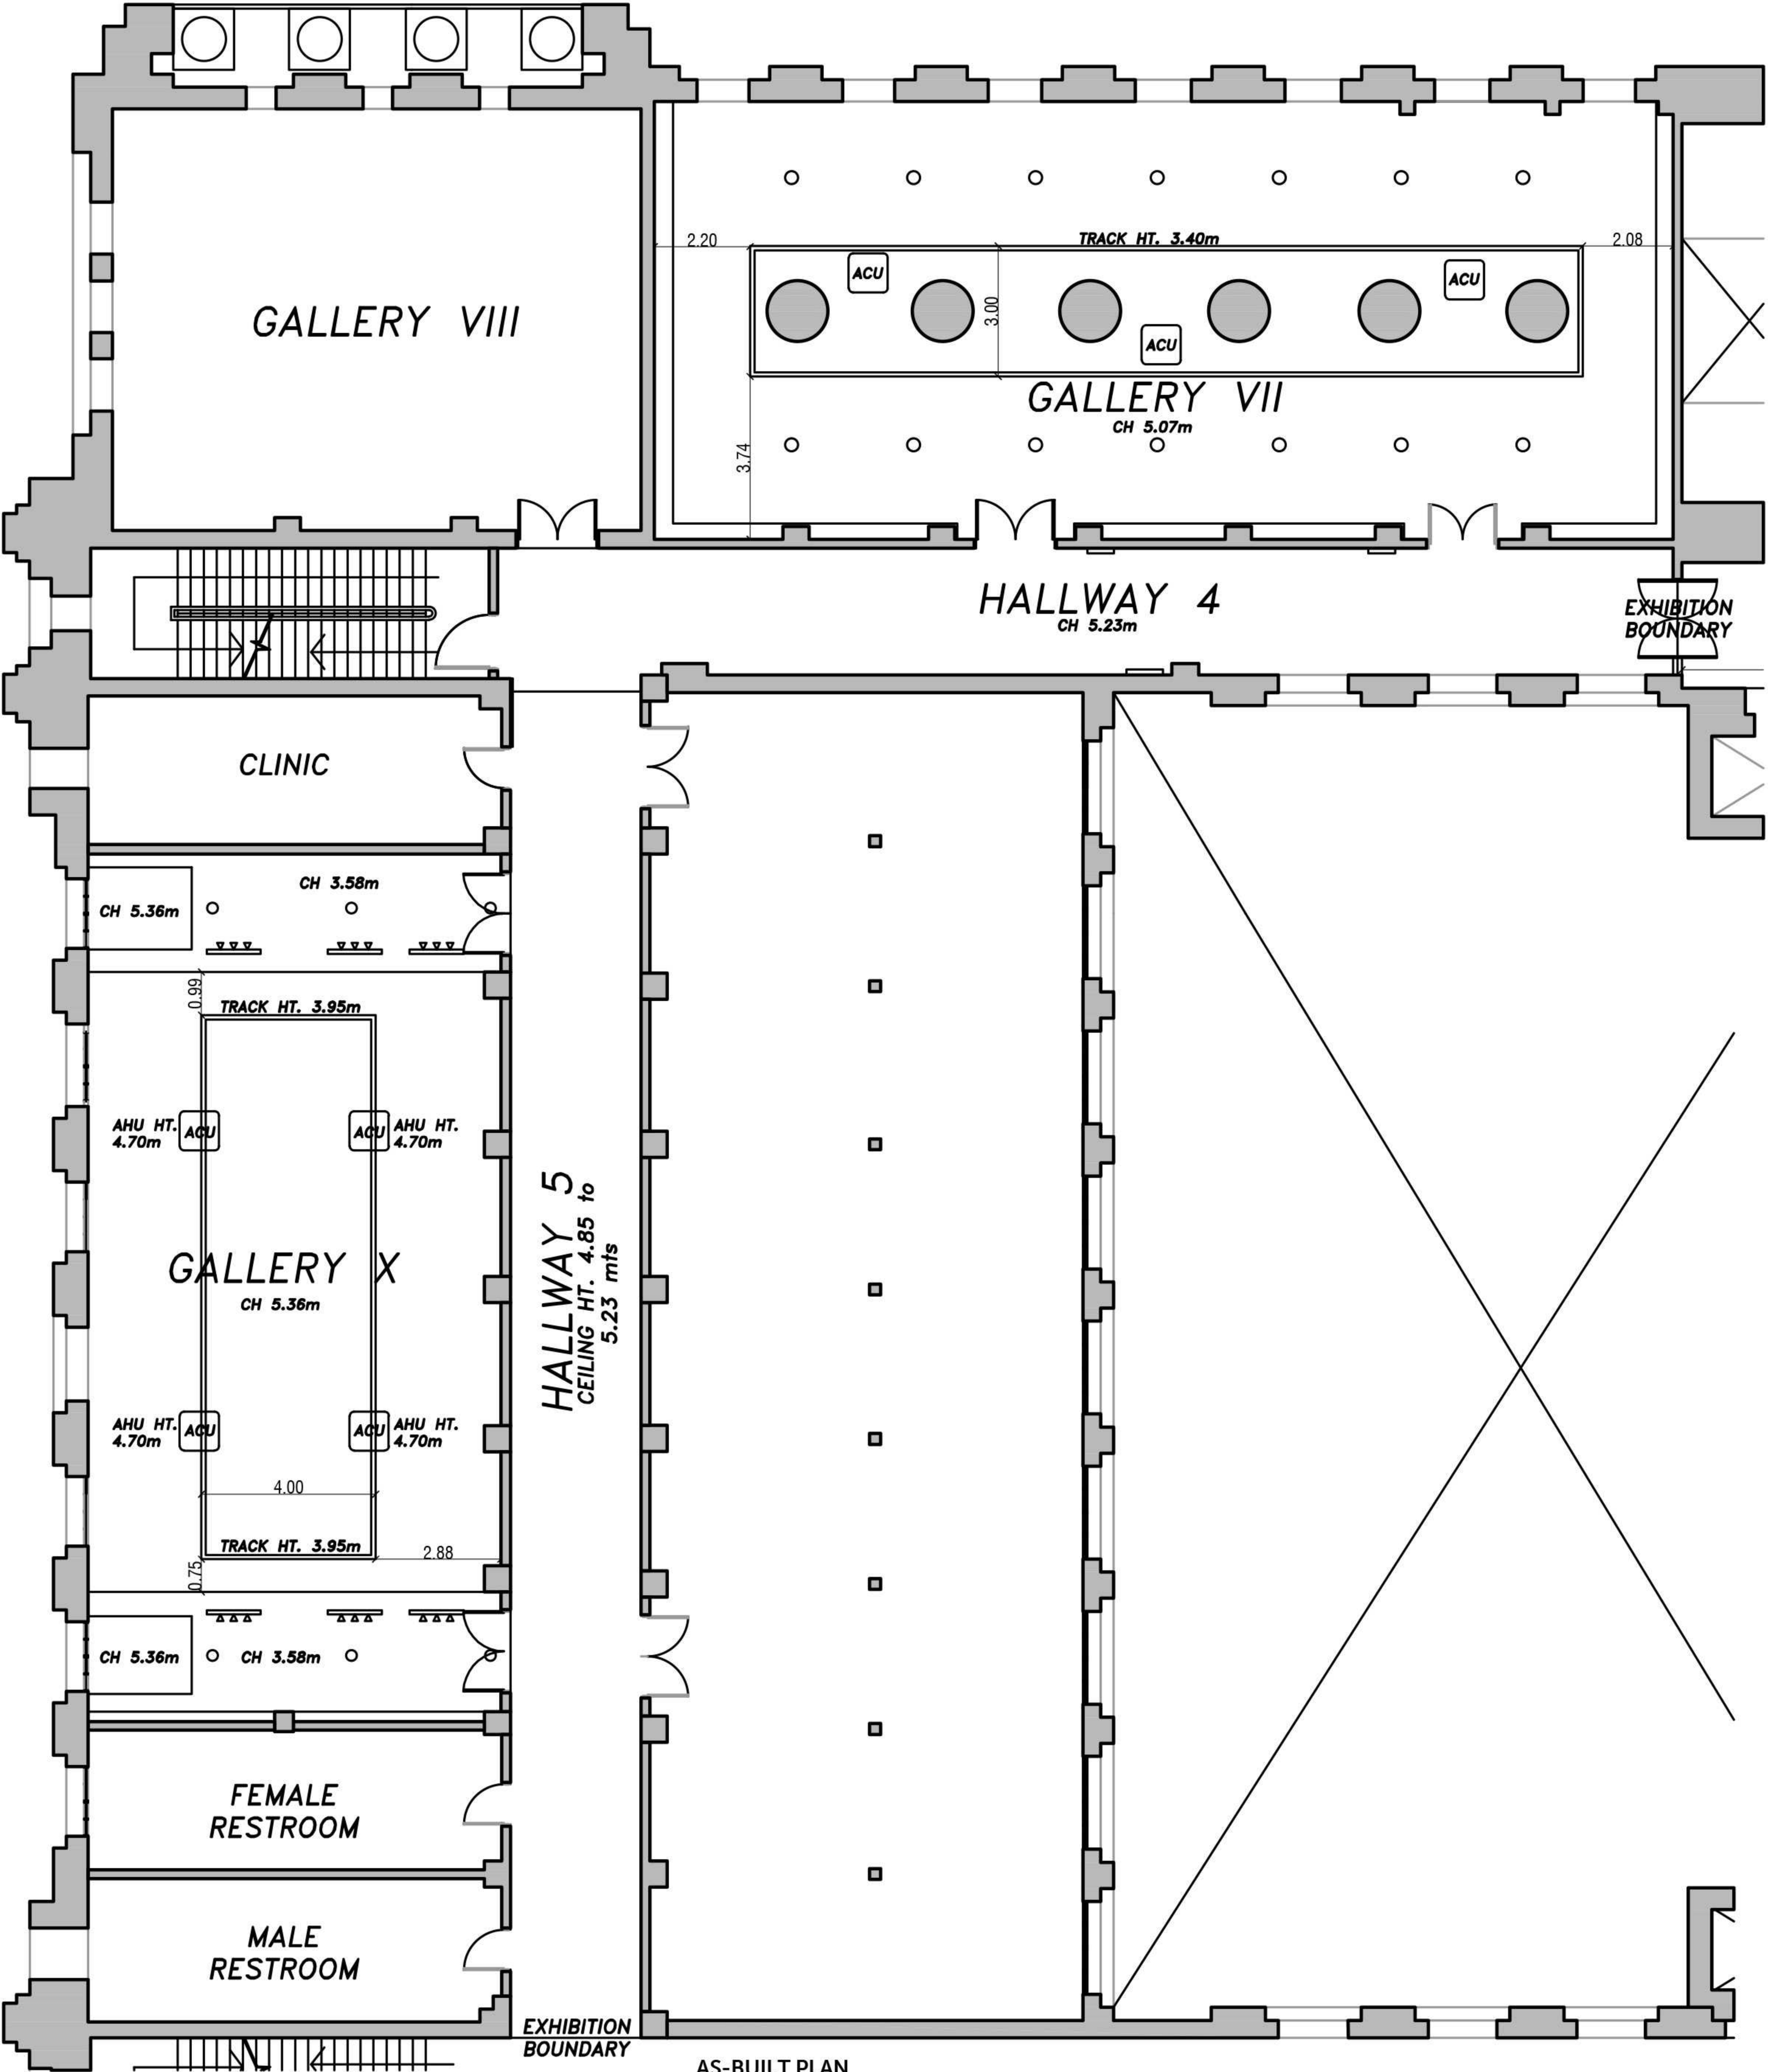 2.20
TRACK HT. 3.40m
2.08
ACU
ACU
3.00
ACU
GALLERY VIII
GALLERY VII
CH 5.07m
3.74
HALLWAY 4
CH 5.23m
EXHIBITION
BOUNDARY
CLINIC
CH 3.58m
CH 5.36m
0.99
TRACK HT. 3.95m
AHU HT.
4.70m
ACU
ACU
AHU HT.
4.70m
GALLERY X
CH 5.36m
HALLWAY 5
CEILING HT. 4.85 to
5.23 mts
AHU HT.
4.70m
ACU
ACU
AHU HT.
4.70m
4.00
TRACK HT. 3.95m
2.88
0.75
CH 5.36m
CH 3.58m
FEMALE
RESTROOM
MALE
RESTROOM
EXHIBITION
BOUNDARY
AS-BUILT PLAN